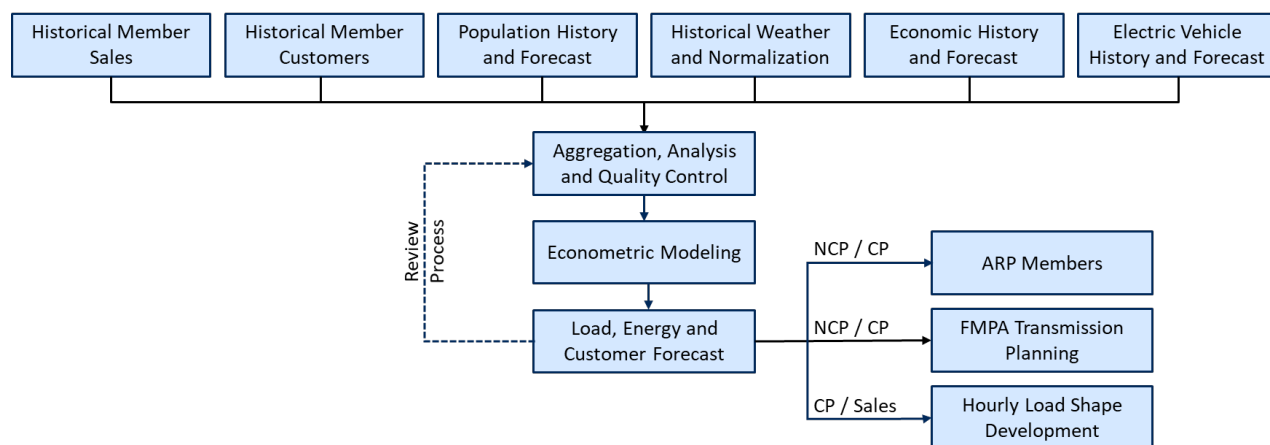 Historical Member
Sales
Historical Member
Customers
Population History
and Forecast
Historical Weather
and Normalization
Economic History
and Forecast
Electric Vehicle
History and Forecast
Aggregation, Analysis
and Quality Control
Review
Process
Econometric Modeling
Load, Energy and
Customer Forecast
NCP / CP
ARP Members
NCP / CP
FMPA Transmission
Planning
CP / Sales
Hourly Load Shape
Development